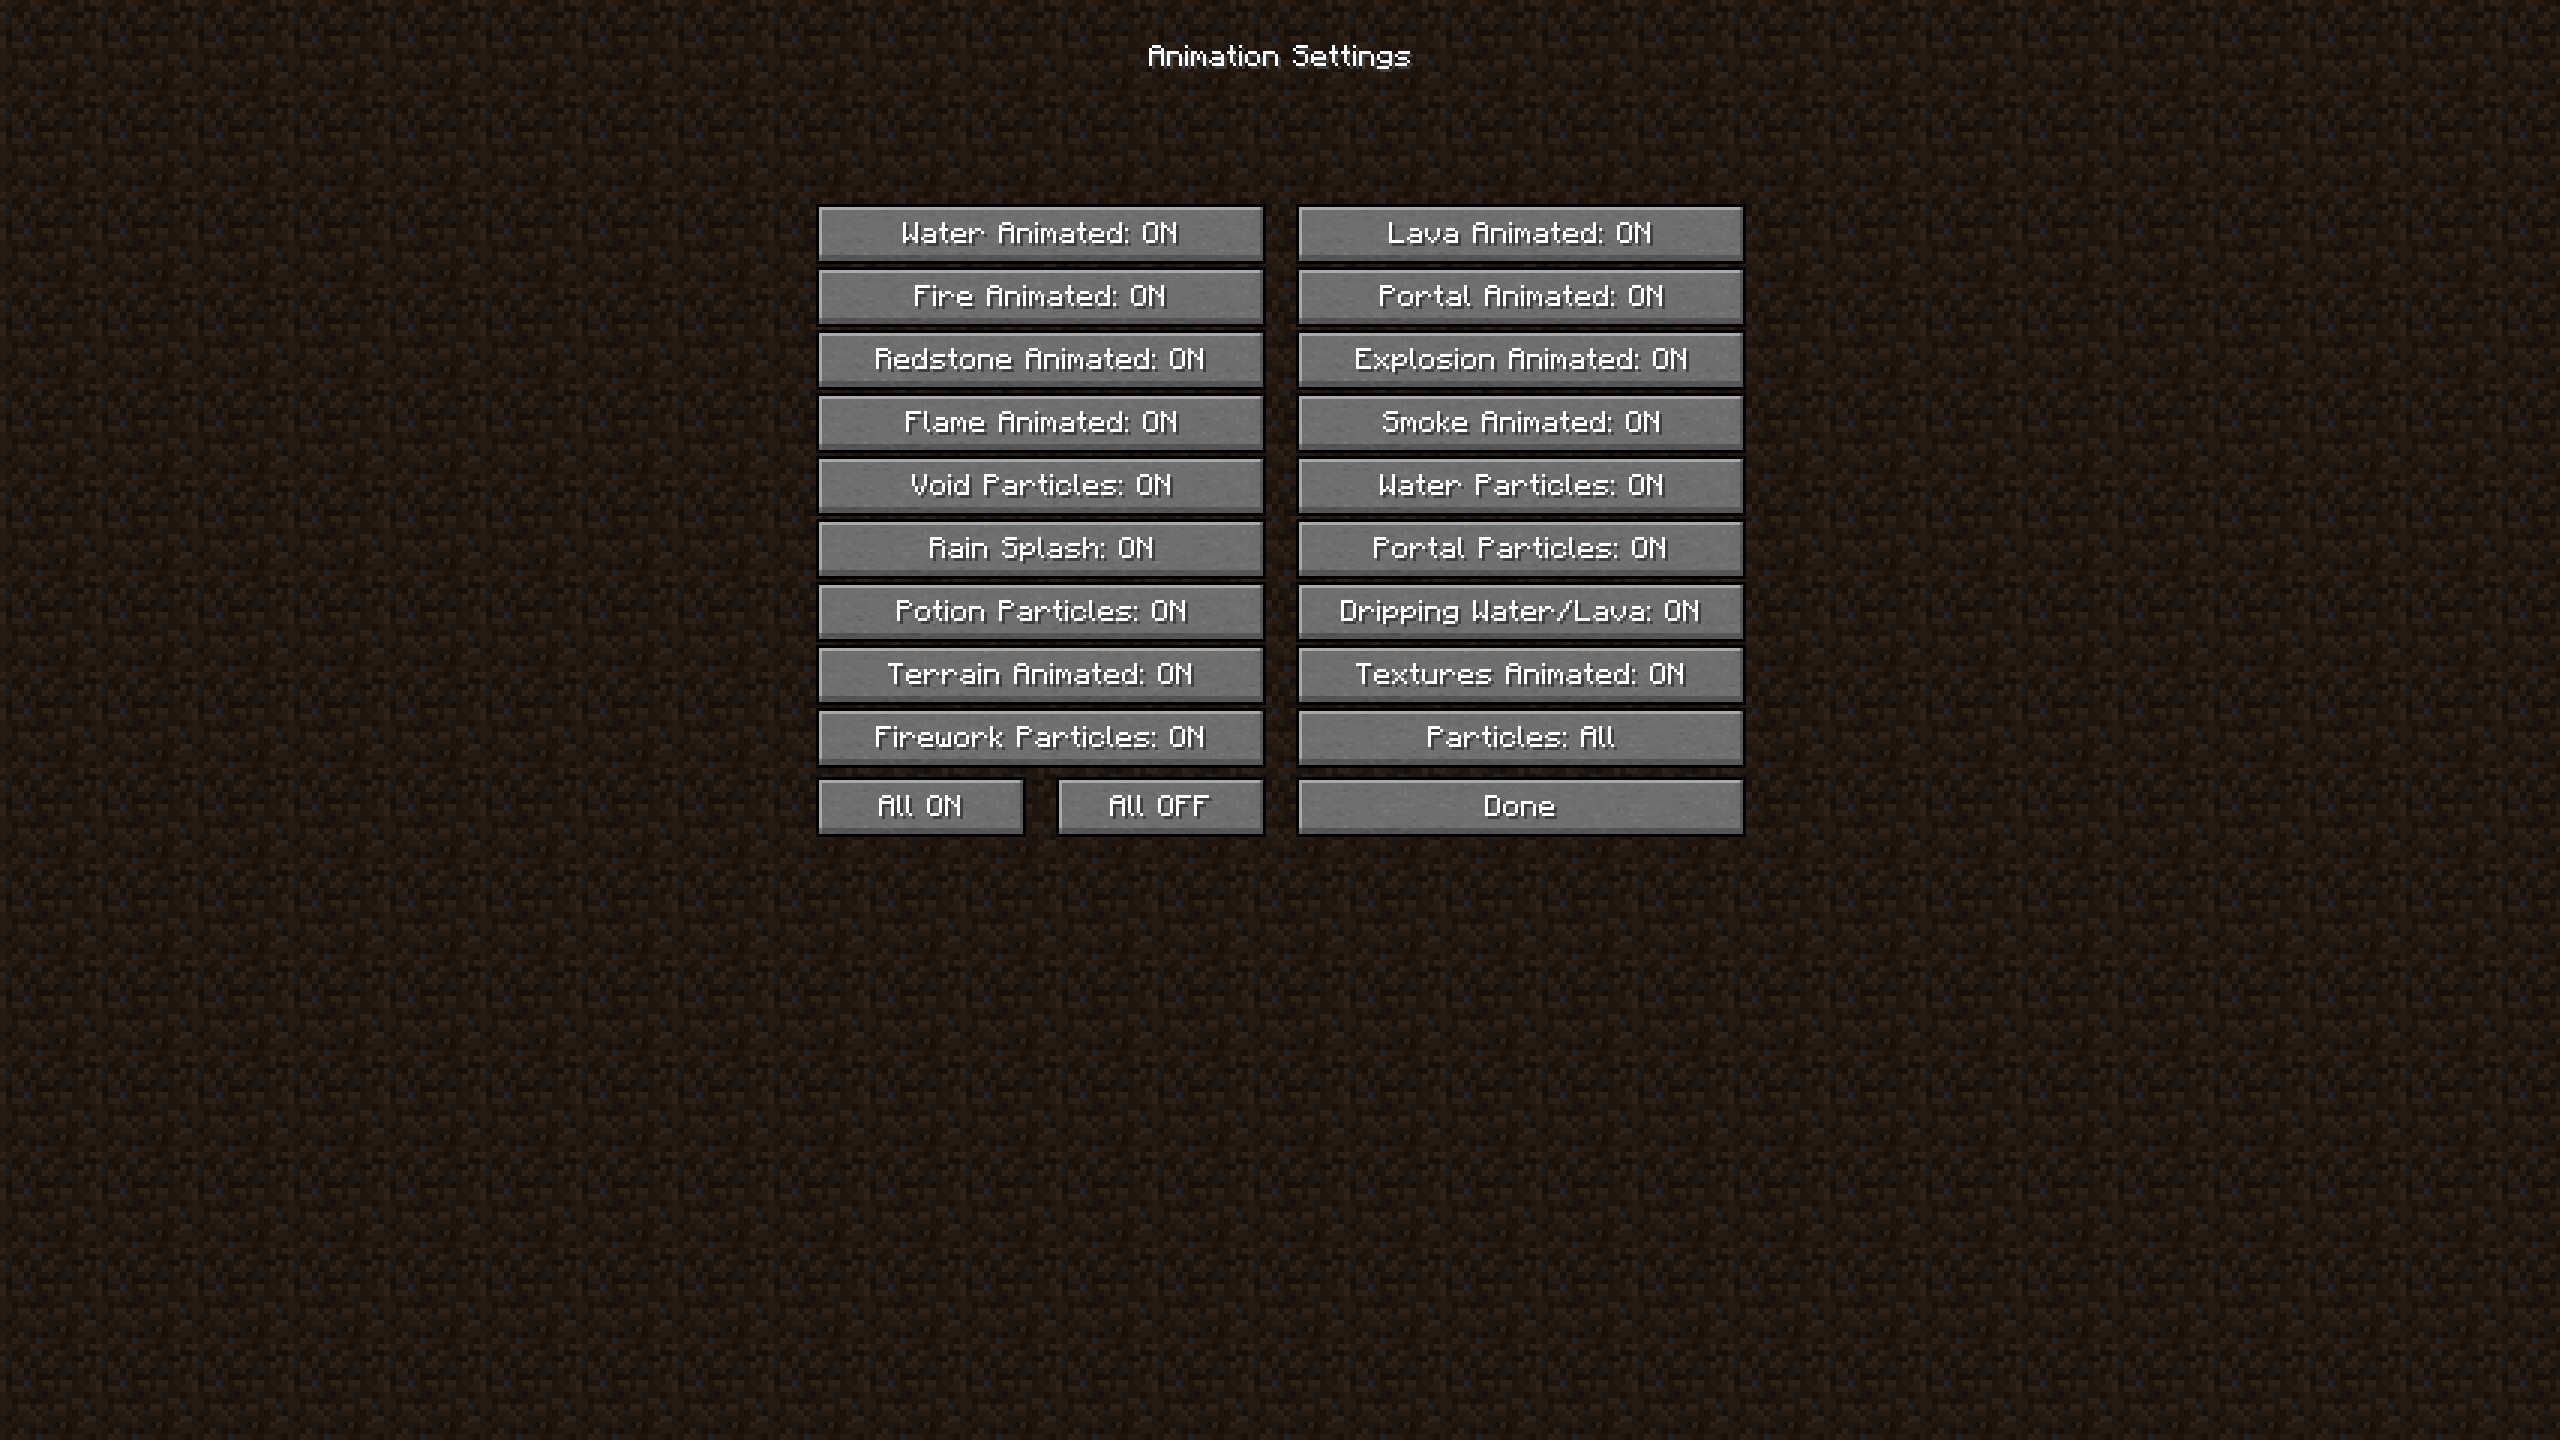 Animation Settings
Water Animated: ON
Lava Animated: ON
Fire Animated: ON
Portal Animated: ON
Redstone Animated: ON
Explosion Animated: ON
Flame Animated: ON
Smoke Animated: ON
Void Particles: ON
Water Particles: ON
Rain Splash: ON
Portal Particles: ON
Potion Particles: ON
Dripping Water/Lava: ON
Terrain Animated: ON
Textures Animated: ON
Firework Particles: ON
Particles: All
All ON
All OFF
Done